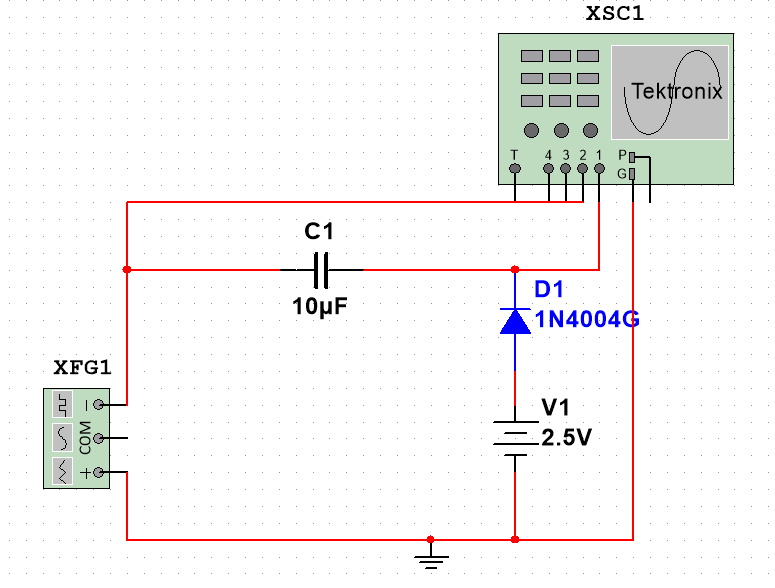 XSC1
Tektronix
T 4 3 2 1 P
G
C1
10µF
D1
1N4004G
XFG1
COM
V1
2.5V